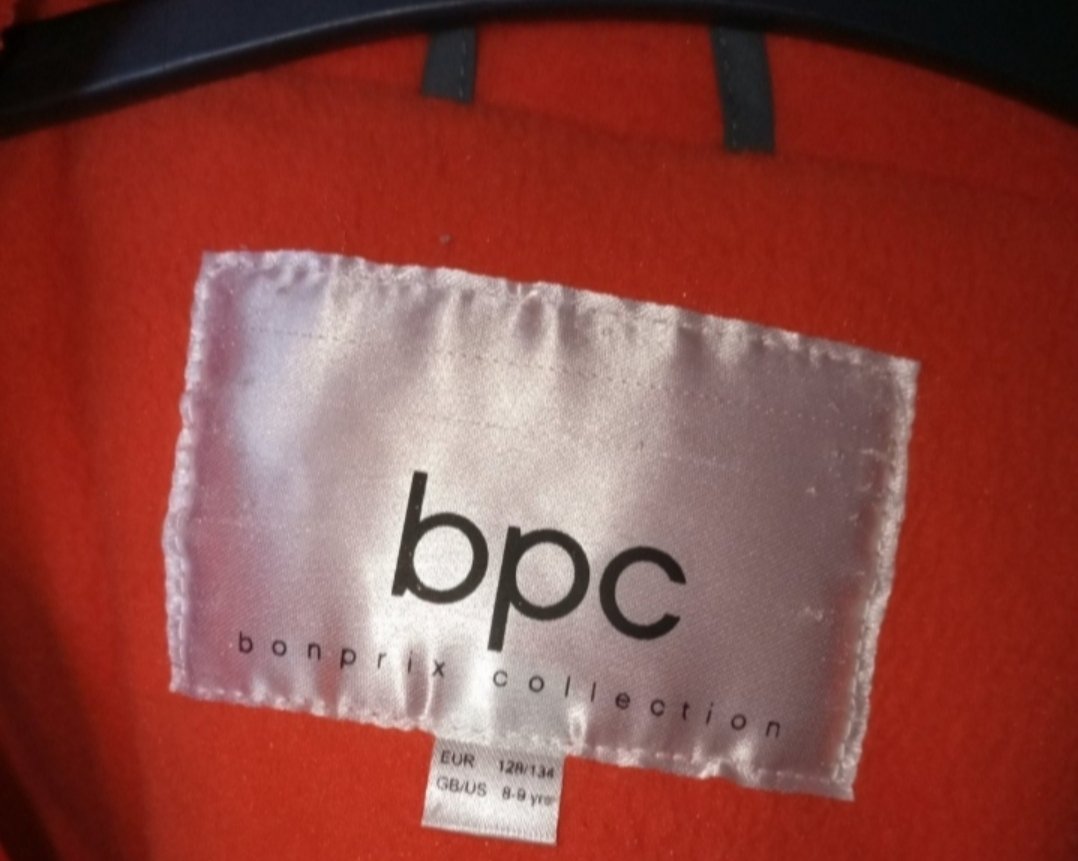 bpc
bonprix collection
EUR 128/134
GB/US 8-9 yrs